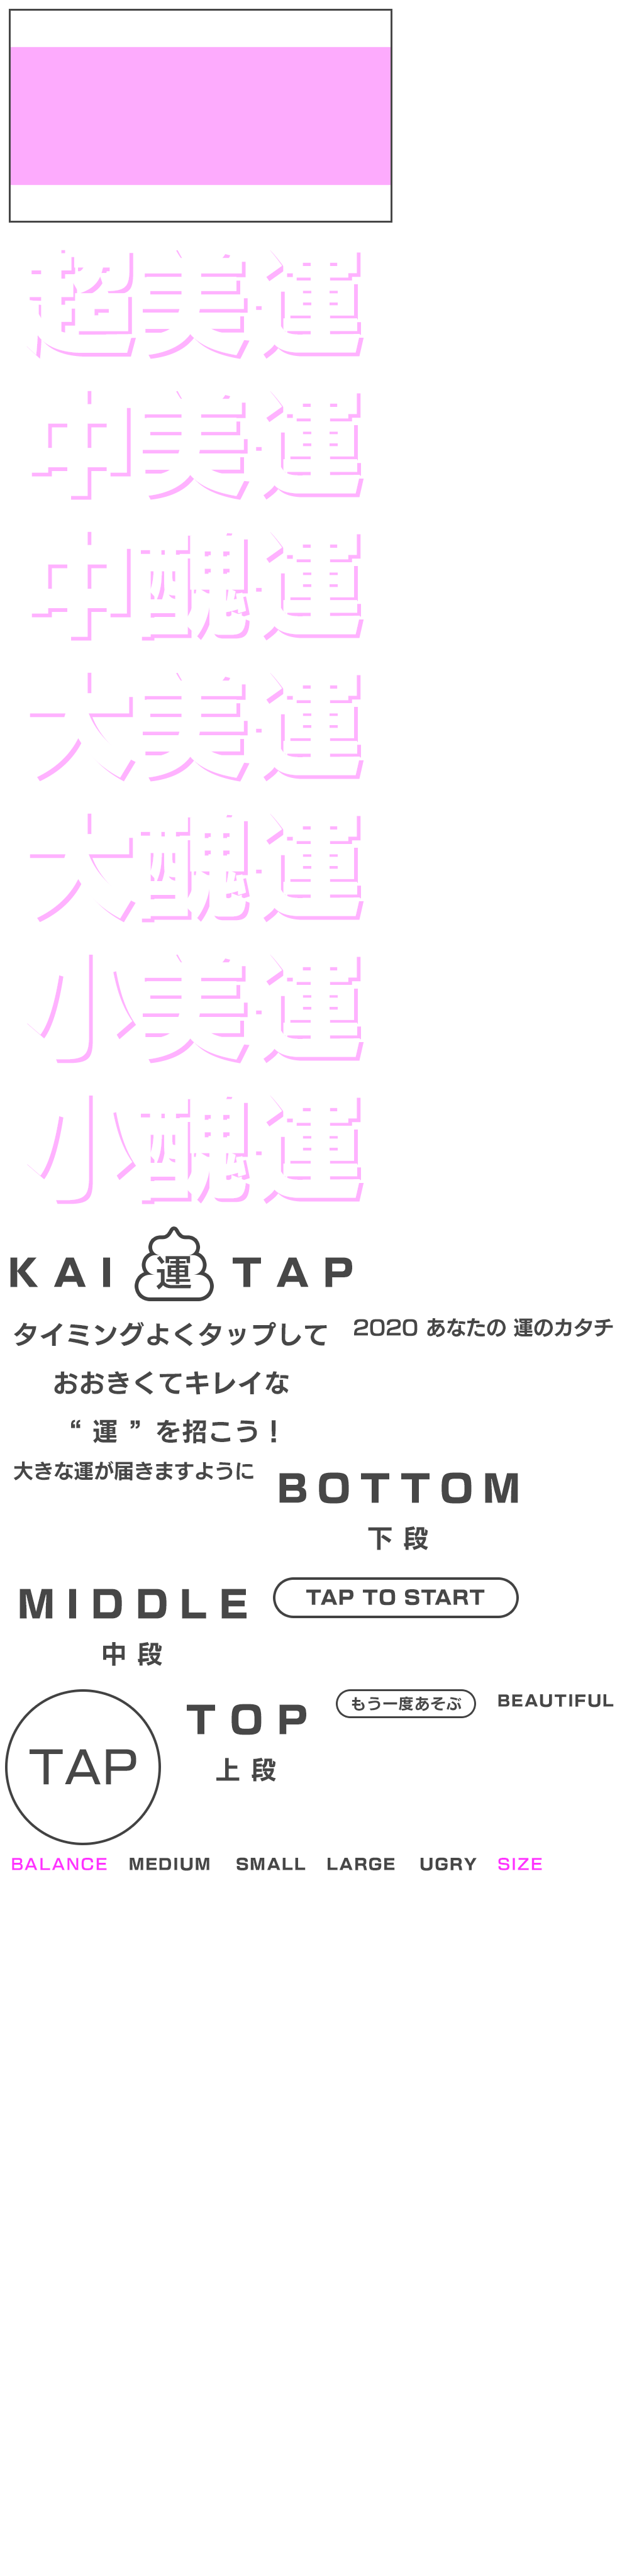 超美運
中美運
中醜運
大美運
大醜運
小美運
小醜運
KAI 運 TAP
タイミングよくタップして
おおきくてキレイな
“ 運 ” を招こう！
2020 あなたの 運のカタチ
大きな運が届きますように
BOTTOM
下段
MIDDLE
中段
TAP TO START
TAP
TOP
上段
もう一度あそぶ
BEAUTIFUL
BALANCE
MEDIUM
SMALL
LARGE
UGRY
SIZE